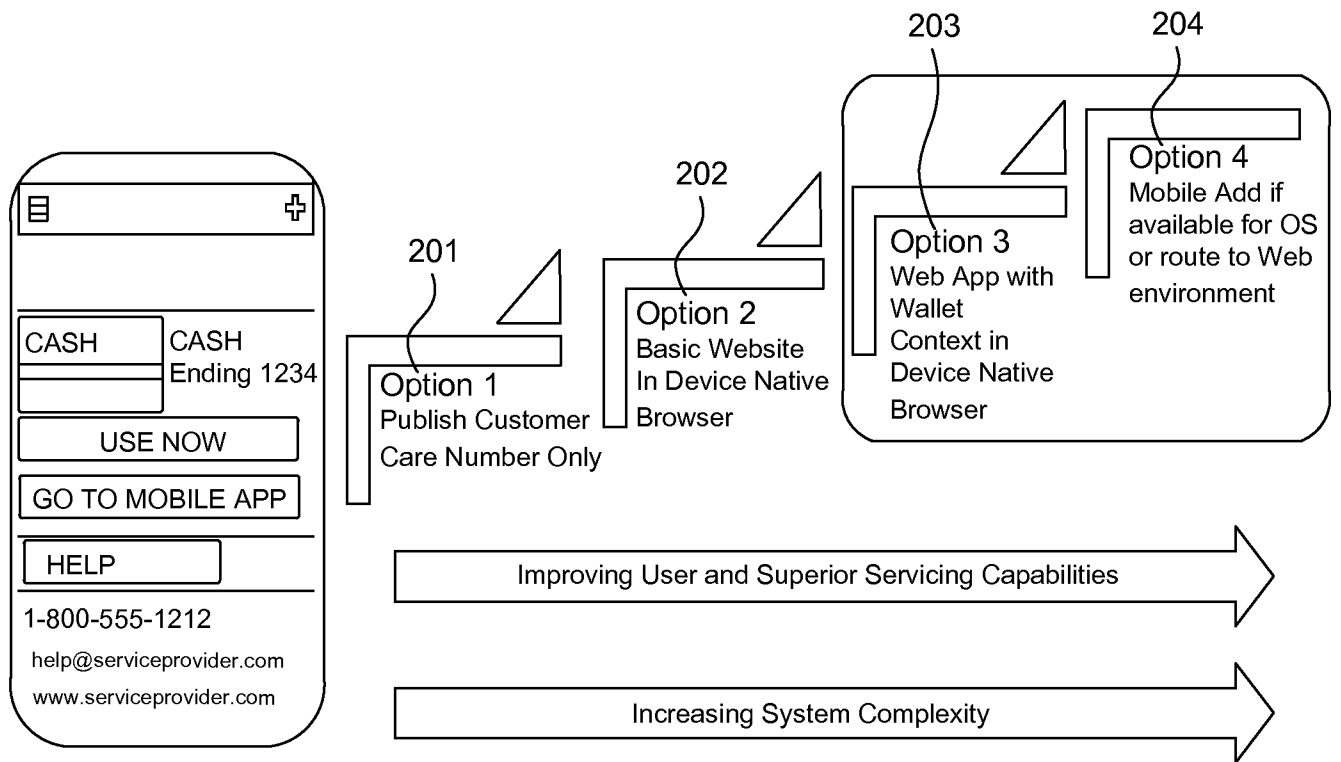 CASH
CASH
Ending 1234
USE NOW
GO TO MOBILE APP
HELP
1-800-555-1212
help@serviceprovider.com
www.serviceprovider.com
201
Option 1
Publish Customer
Care Number Only
202
Option 2
Basic Website
In Device Native
Browser
203
Option 3
Web App with
Wallet
Context in
Device Native
Browser
204
Option 4
Mobile Add if
available for OS
or route to Web
environment
Improving User and Superior Servicing Capabilities
Increasing System Complexity